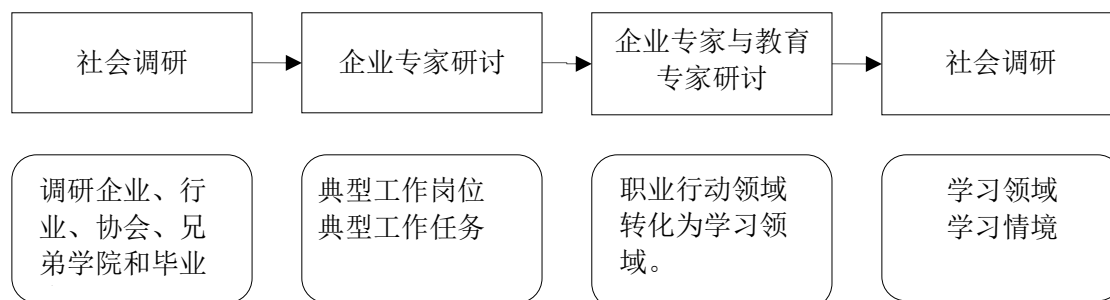 社会调研
企业专家研讨
企业专家与教育
专家研讨
社会调研
调研企业、行
业、协会、兄
弟学院和毕业
典型工作岗位
典型工作任务
职业行动领域
转化为学习领
域。
学习领域
学习情境